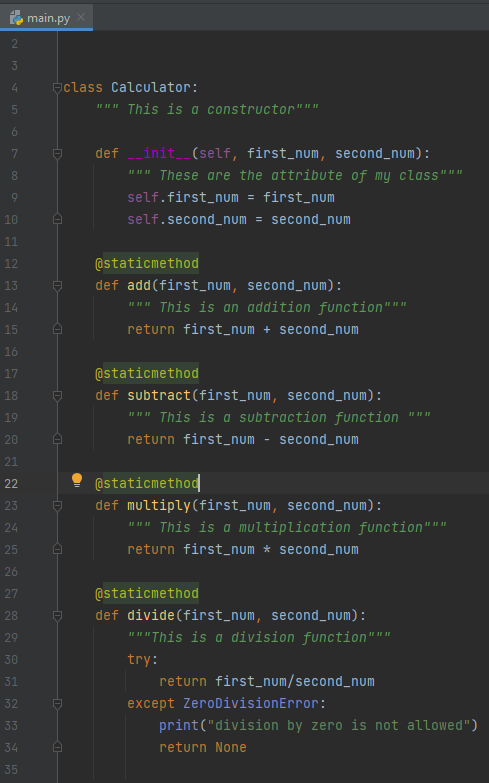 main.py
2
3
4 class Calculator:
5     """ This is a constructor"""
6
7     def __init__(self, first_num, second_num):
8         """ These are the attribute of my class"""
9         self.first_num = first_num
10         self.second_num = second_num
11
12     @staticmethod
13     def add(first_num, second_num):
14         """ This is an addition function"""
15         return first_num + second_num
16
17     @staticmethod
18     def subtract(first_num, second_num):
19         """ This is a subtraction function """
20         return first_num - second_num
21
22     @staticmethod
23     def multiply(first_num, second_num):
24         """ This is a multiplication function"""
25         return first_num * second_num
26
27     @staticmethod
28     def divide(first_num, second_num):
29         """This is a division function"""
30         try:
31             return first_num/second_num
32         except ZeroDivisionError:
33             print("division by zero is not allowed")
34             return None
35